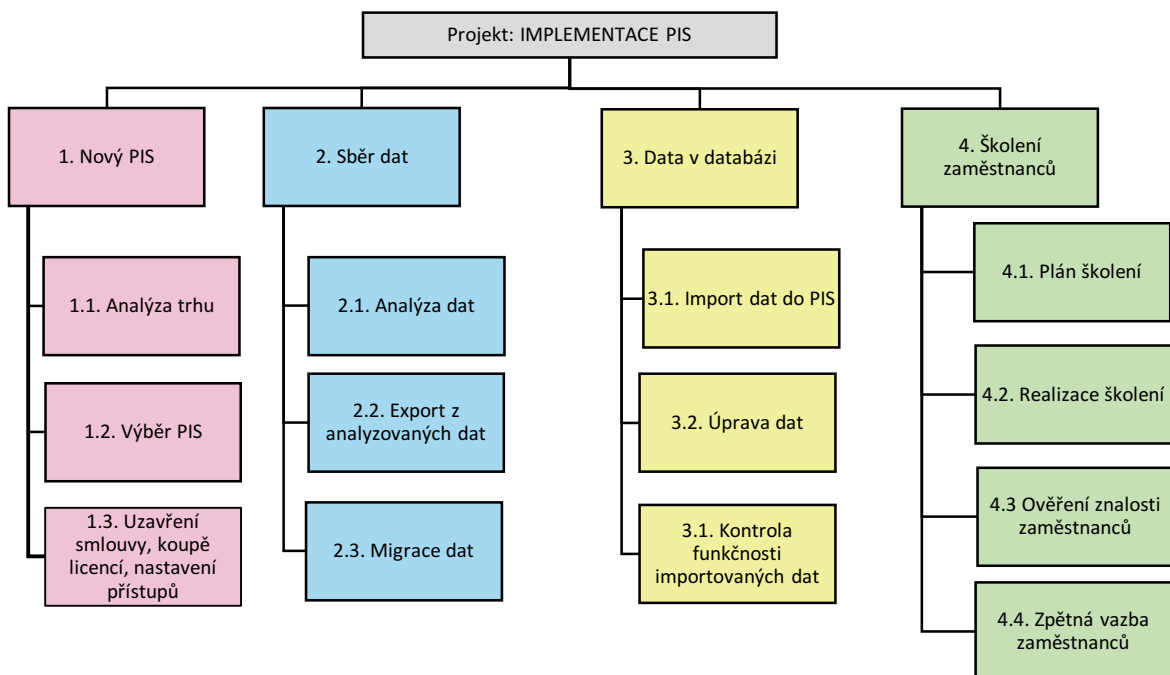 Projekt: IMPLEMENTACE PIS
1. Nový PIS
1.1. Analýza trhu
1.2. Výběr PIS
1.3. Uzavření
smlouvy, koupě
licencí, nastavení
přístupů
2. Sběr dat
2.1. Analýza dat
2.2. Export z
analyzovaných dat
2.3. Migrace dat
3. Data v databázi
3.1. Import dat do PIS
3.2. Úprava dat
3.1. Kontrola
funkčnosti
importovaných dat
4. Školení
zaměstnanců
4.1. Plán školení
4.2. Realizace školení
4.3 Ověření znalosti
zaměstnanců
4.4. Zpětná vazba
zaměstnanců